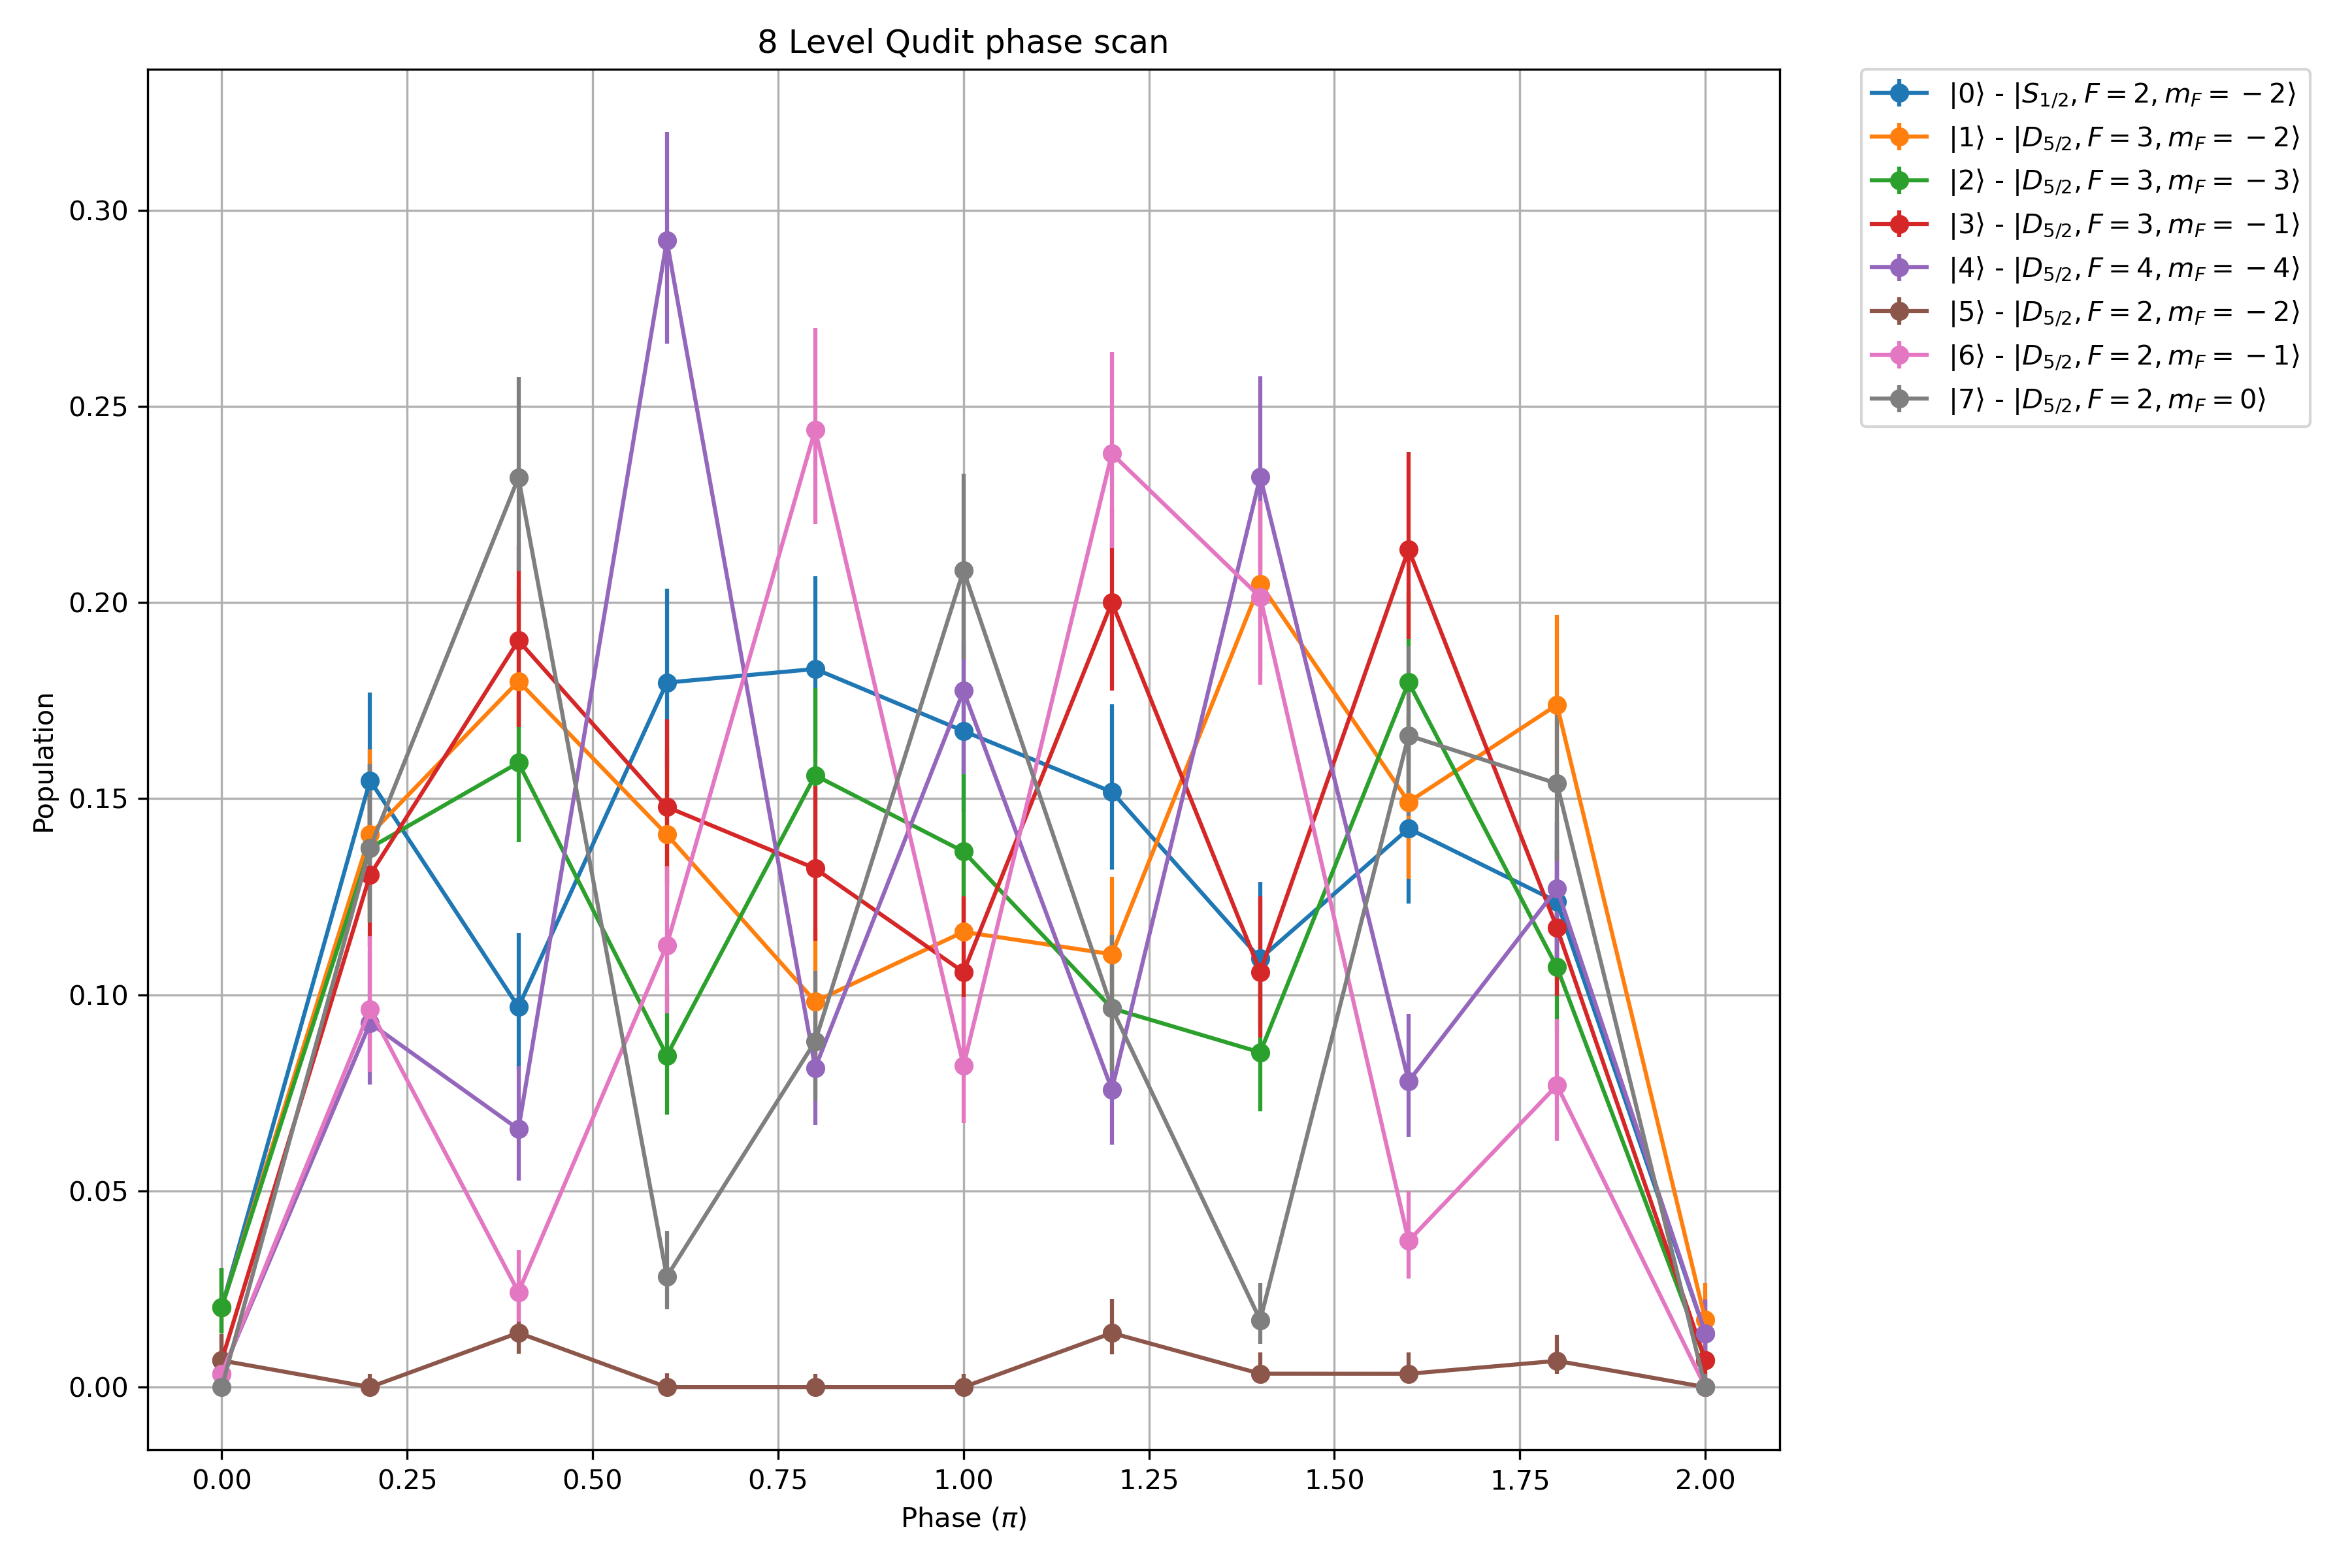 8 Level Qudit phase scan
|0⟩ - |S1/2, F = 2, mF = −2⟩
|1⟩ - |D5/2, F = 3, mF = −2⟩
|2⟩ - |D5/2, F = 3, mF = −3⟩
|3⟩ - |D5/2, F = 3, mF = −1⟩
|4⟩ - |D5/2, F = 4, mF = −4⟩
|5⟩ - |D5/2, F = 2, mF = −2⟩
|6⟩ - |D5/2, F = 2, mF = −1⟩
|7⟩ - |D5/2, F = 2, mF = 0⟩
Population
0.30
0.25
0.20
0.15
0.10
0.05
0.00
0.00 0.25 0.50 0.75 1.00 1.25 1.50 1.75 2.00
Phase (π)